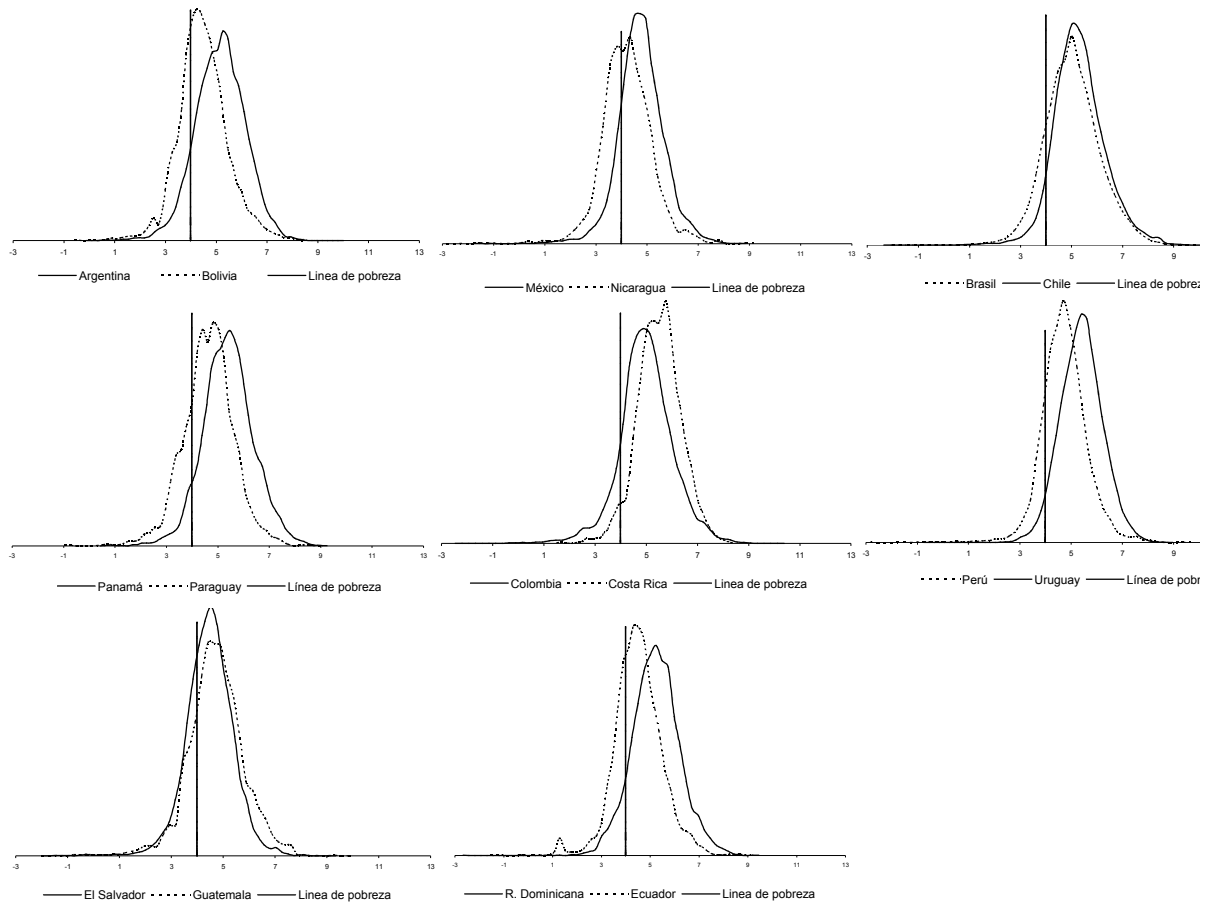 -3 -1 1 3 5 7 9 11 13
Argentina Bolivia Linea de pobreza
-3 -1 1 3 5 7 9 11 13
México Nicaragua Linea de pobreza
-1 1 3 5 7 9
Brasil Chile Linea de pobrez
-3 -1 1 3 5 7 9 11 13
Panamá Paraguay Línea de pobreza
-3 -1 1 3 5 7 9 11 13
Colombia Costa Rica Linea de pobreza
-3 -1 1 3 5 7 9
Perú Uruguay Línea de pobr
-3 -1 1 3 5 7 9 11 13
El Salvador Guatemala Linea de pobreza
-3 -1 1 3 5 7 9 11 13
R. Dominicana Ecuador Linea de pobreza